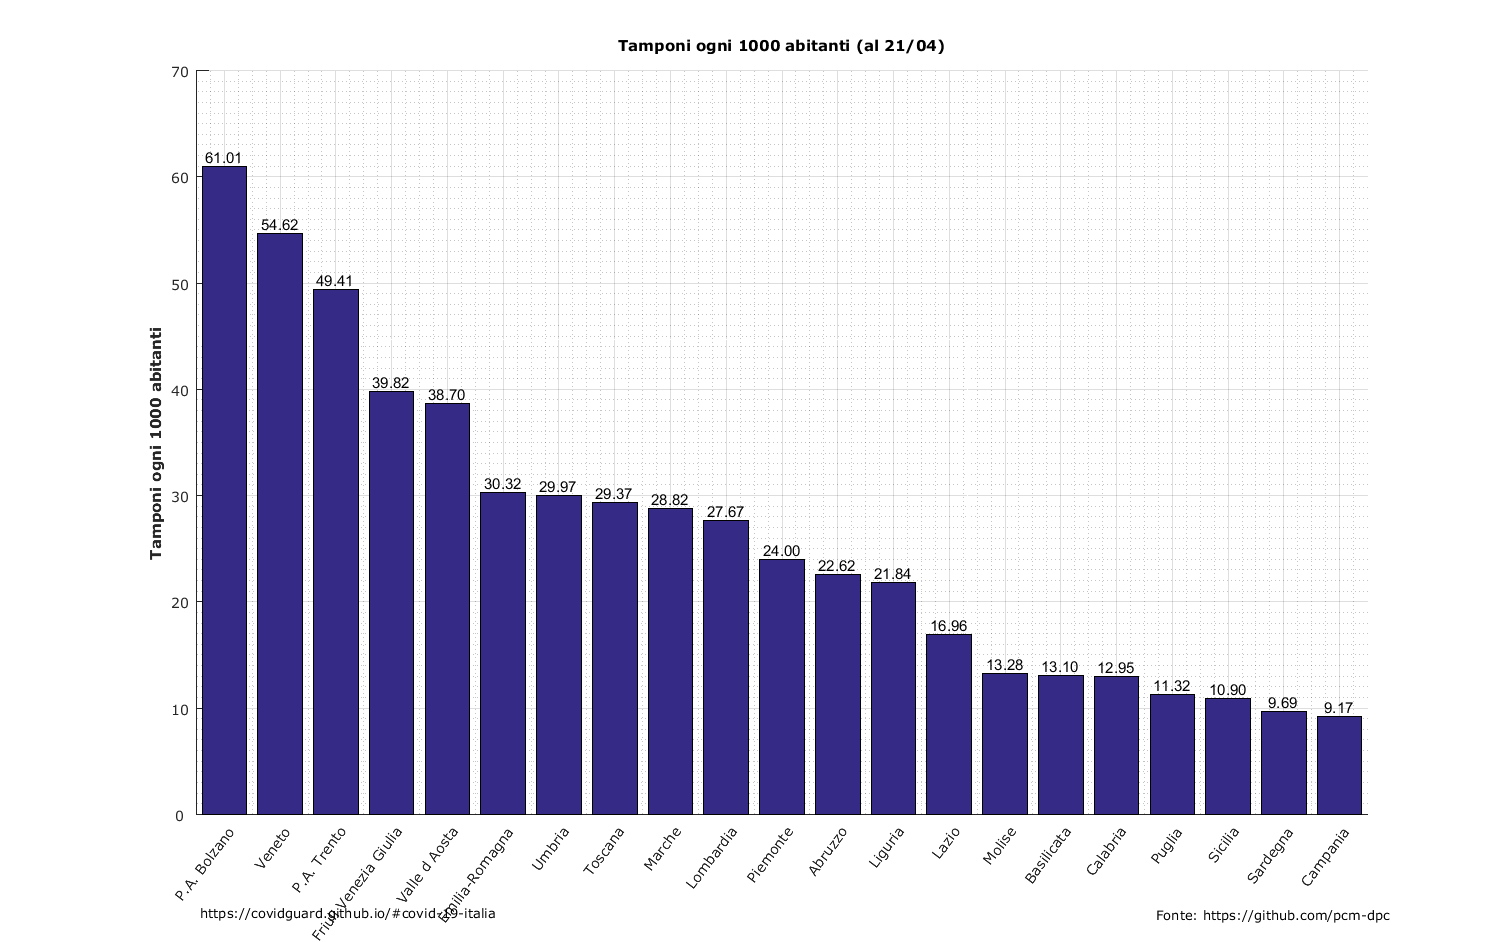 Tamponi ogni 1000 abitanti (al 21/04)
Tamponi ogni 1000 abitanti
70
60
50
40
30
20
10
0
61.01
54.62
49.41
39.82
38.70
30.32
29.97
29.37
28.82
27.67
24.00
22.62
21.84
16.96
13.28
13.10
12.95
11.32
10.90
9.69
9.17
P.A. Bolzano
Veneto
P.A. Trento
Friuli Venezia Giulia
Valle d Aosta
Emilia-Romagna
Umbria
Toscana
Marche
Lombardia
Piemonte
Abruzzo
Liguria
Lazio
Molise
Basilicata
Calabria
Puglia
Sicilia
Sardegna
Campania
https://covidguard.github.io/#covid-19-italia
Fonte: https://github.com/pcm-dpc